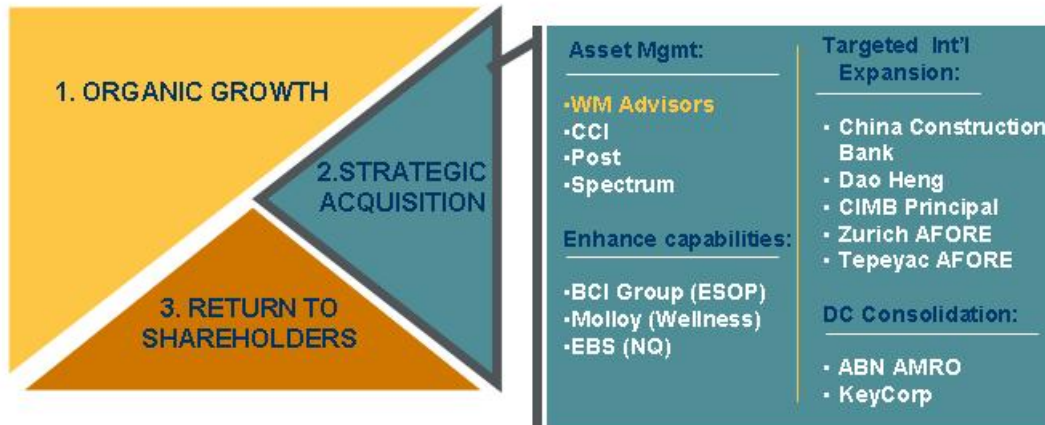 1. ORGANIC GROWTH
2.STRATEGIC
ACQUISITION
3. RETURN TO
SHAREHOLDERS
Asset Mgmt:
▪WM Advisors
▪CCI
▪Post
▪Spectrum
Enhance capabilities:
▪BCI Group (ESOP)
▪Molloy (Wellness)
▪EBS (NQ)
Targeted Int'l
Expansion:
▪ China Construction
Bank
▪ Dao Heng
▪ CIMB Principal
▪ Zurich AFORE
▪ Tepeyac AFORE
DC Consolidation:
▪ ABN AMRO
▪ KeyCorp